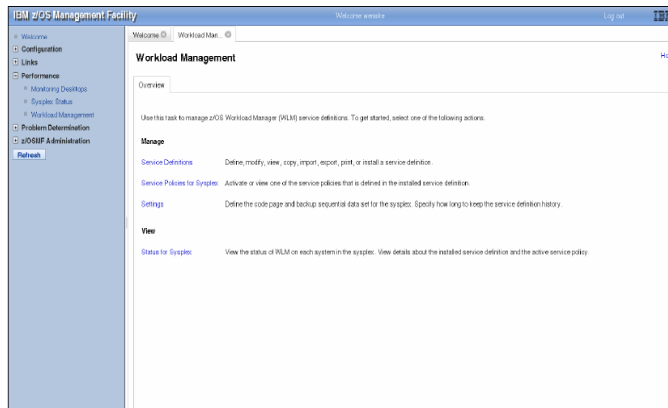 IBM z/OS Management Facility
Log out
IBM
Welcome
Configuration
Links
Performance
Monitoring Desktops
Sysplex Status
Workload Management
Problem Determination
z/OSMF Administration
Refresh
Welcome
Workload Man...
Workload Management
He
Overview
Use this task to manage z/OS Workload Manager (WLM) service definitions. To get started, select one of the following actions.
Manage
Service Definitions Define, modify, view, copy, import, export, print, or install a service definition.
Service Policies for Sysplex Activate or view one of the service policies that is defined in the installed service definition.
Settings Define the code page and backup sequential data set for the sysplex. Specify how long to keep the service definition history.
View
Status for Sysplex View the status of WLM on each system in the sysplex. View details about the installed service definition and the active service policy.